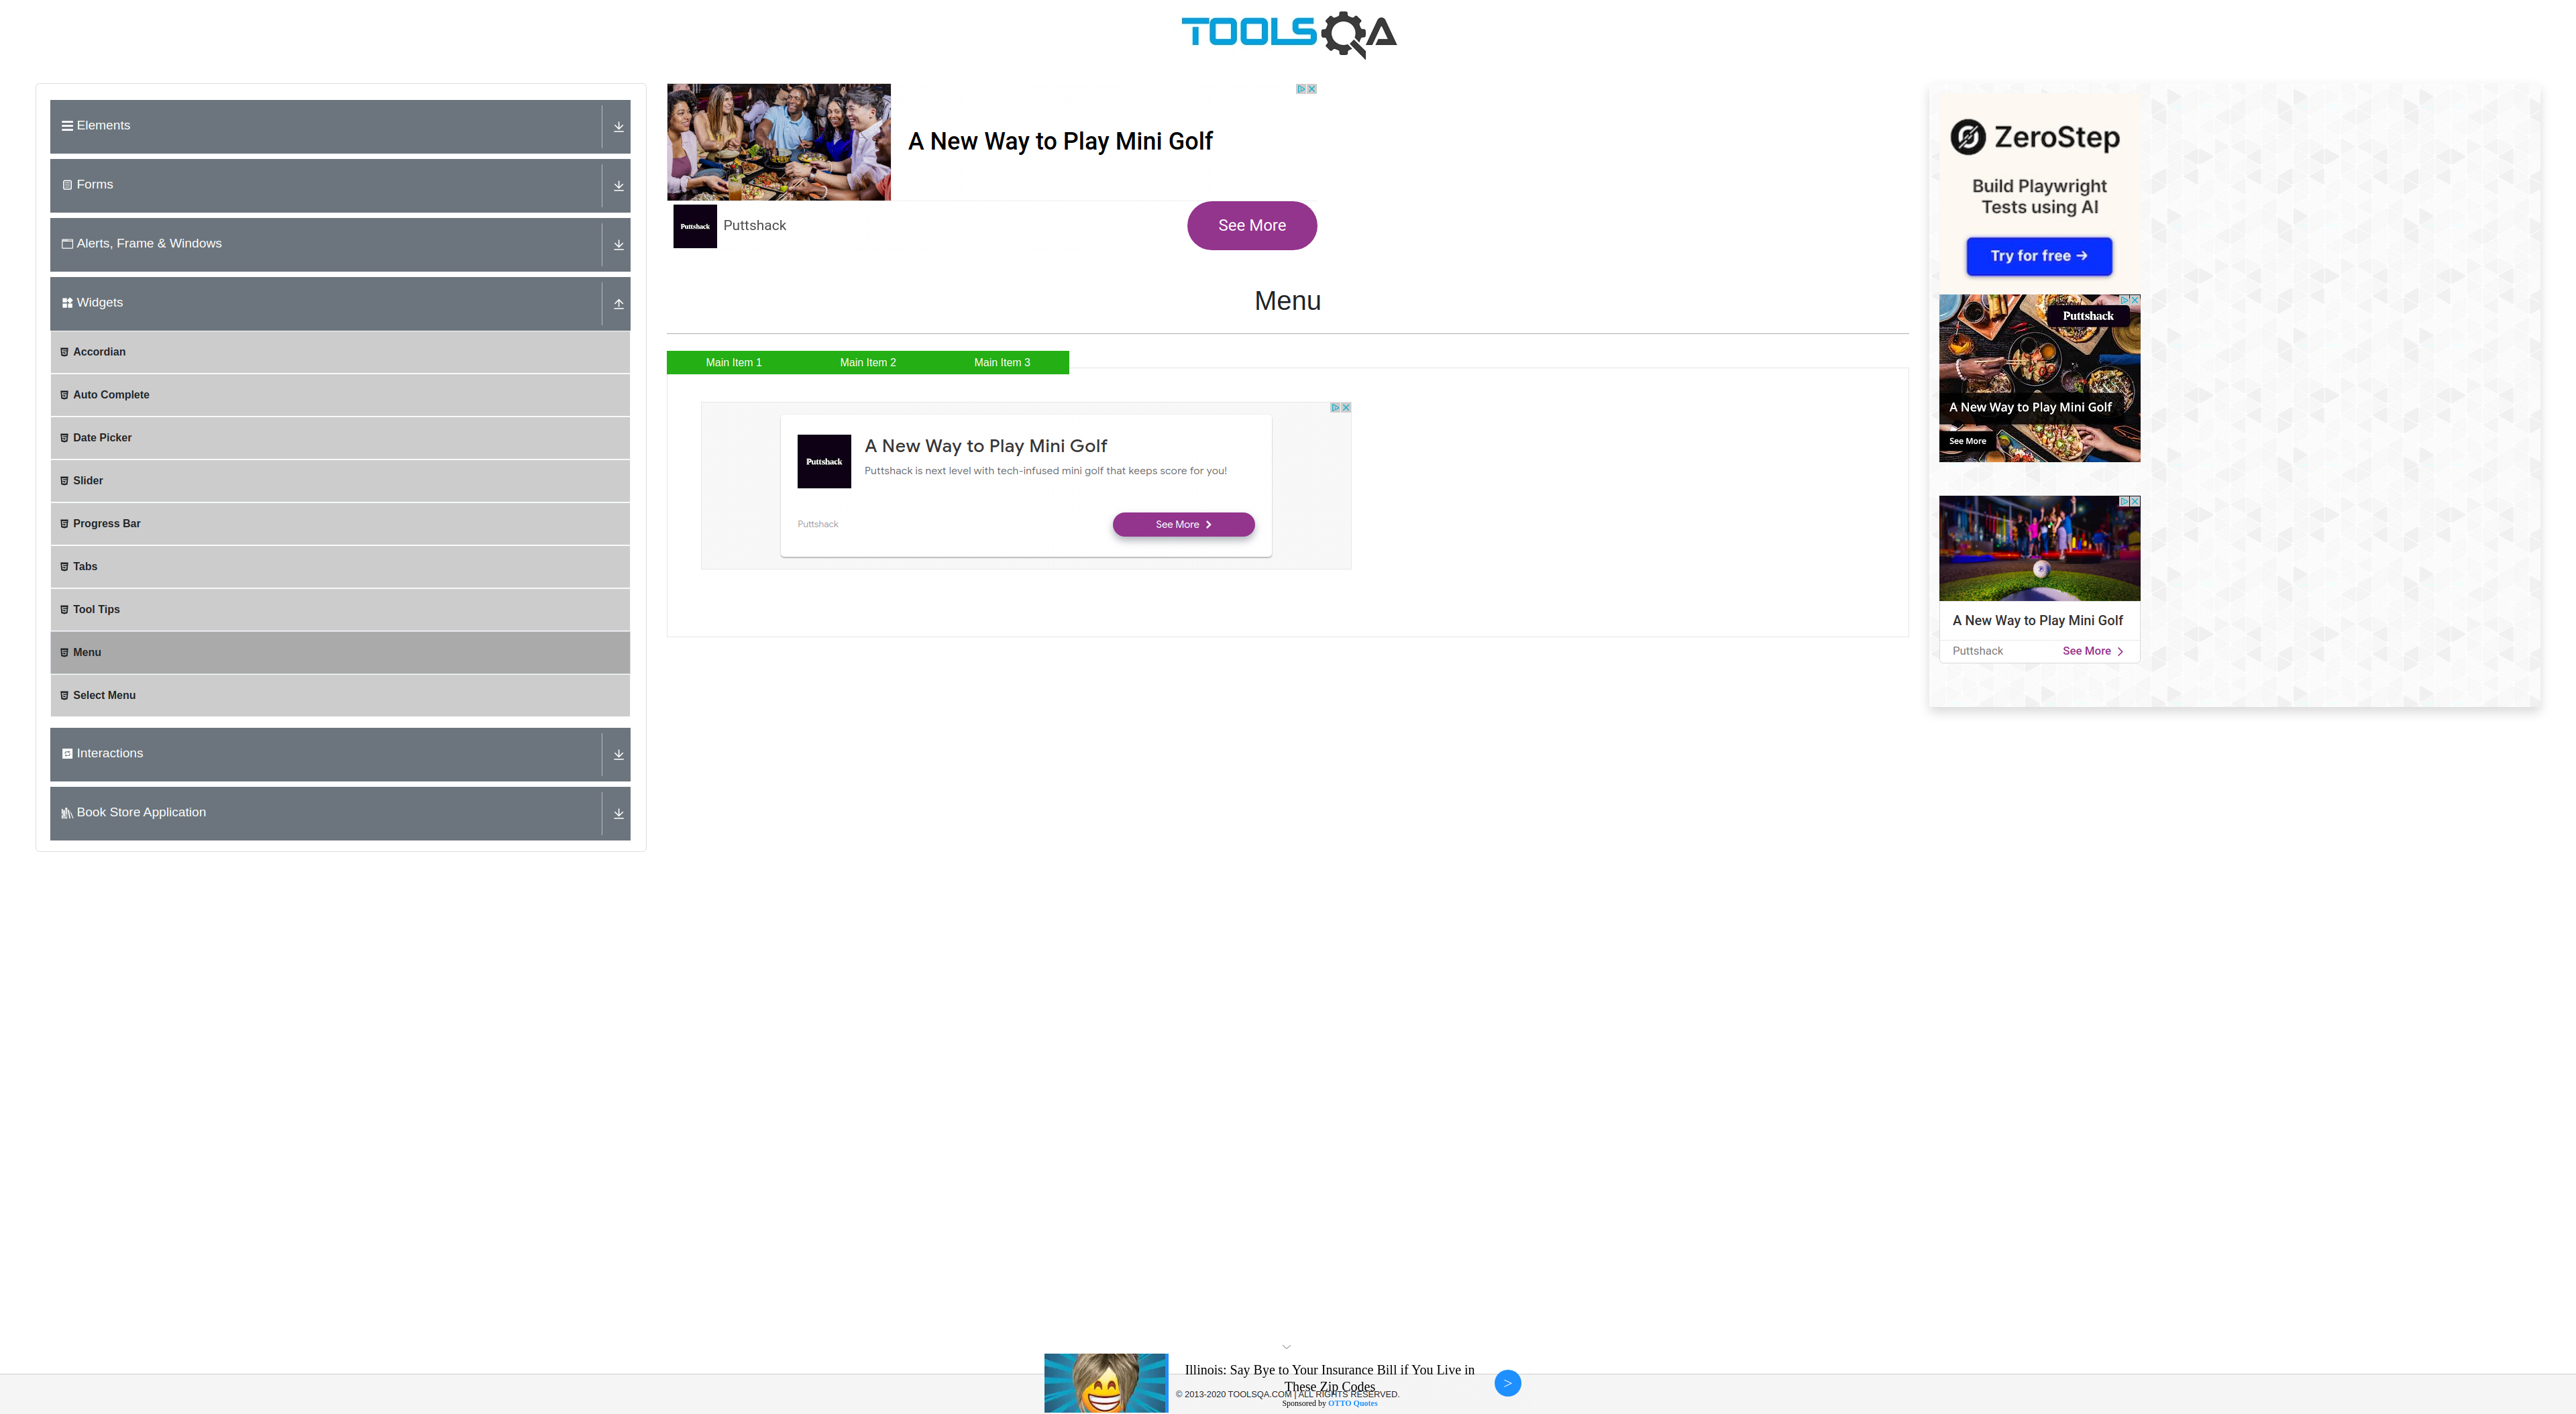 TOOLSQA
Elements
Forms
Alerts, Frame & Windows
Widgets
Accordian
Auto Complete
Date Picker
Slider
Progress Bar
Tabs
Tool Tips
Menu
Select Menu
Interactions
Book Store Application
A New Way to Play Mini Golf
Puttshack
Puttshack
See More
Menu
Main Item 1
Main Item 2
Main Item 3
Puttshack
A New Way to Play Mini Golf
Puttshack is next level with tech-infused mini golf that keeps score for you!
Puttshack
See More
ZeroStep
Build Playwright
Tests using AI
Try for free →
Puttshack
A New Way to Play Mini Golf
See More
A New Way to Play Mini Golf
Puttshack
See More
Illinois: Say Bye to Your Insurance Bill if You Live in
These Zip Codes
© 2013-2020 TOOLSQA.COM | ALL RIGHTS RESERVED.
Sponsored by OTTO Quotes
>